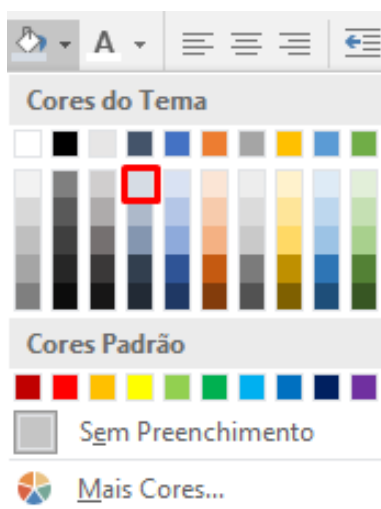 A
Cores do Tema
Cores Padrão
Sem Preenchimento
Mais Cores...